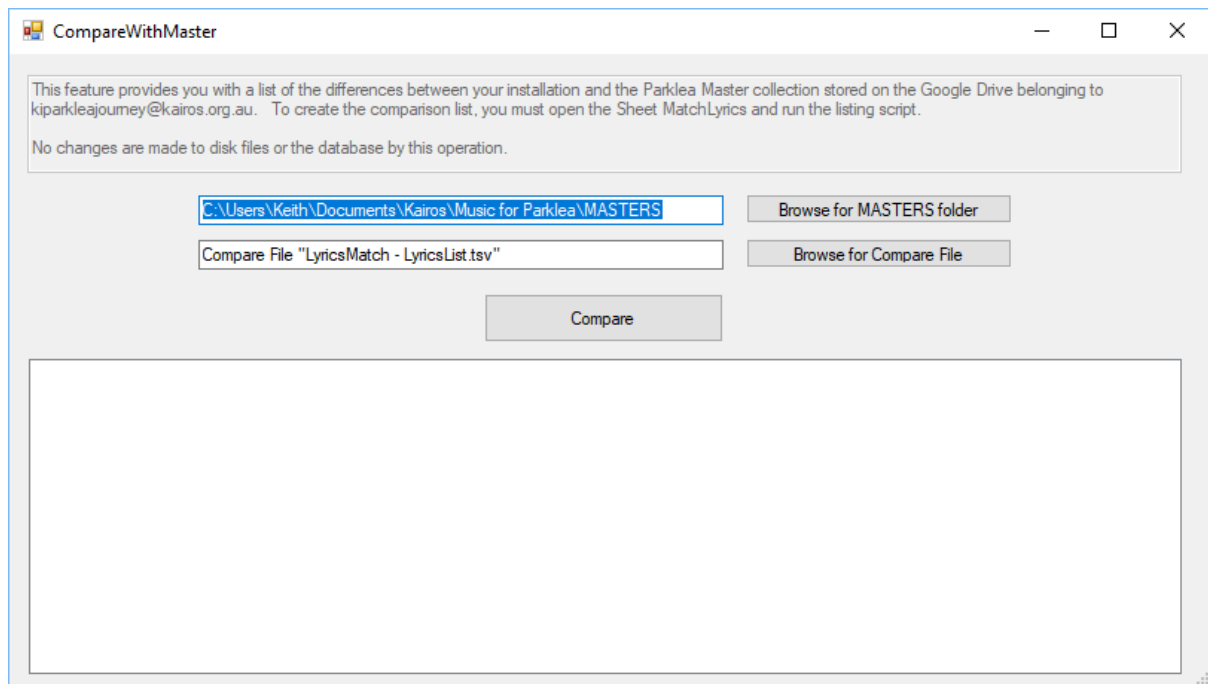 CompareWithMaster
This feature provides you with a list of the differences between your installation and the Parklea Master collection stored on the Google Drive belonging to
kiparkleajourney@kairos.org.au.   To create the comparison list, you must open the Sheet MatchLyrics and run the listing script.
No changes are made to disk files or the database by this operation.
C:\Users\Keith\Documents\Kairos\Music for Parklea\MASTERS
Browse for MASTERS folder
Compare File "LyricsMatch - LyricsList.tsv"
Browse for Compare File
Compare